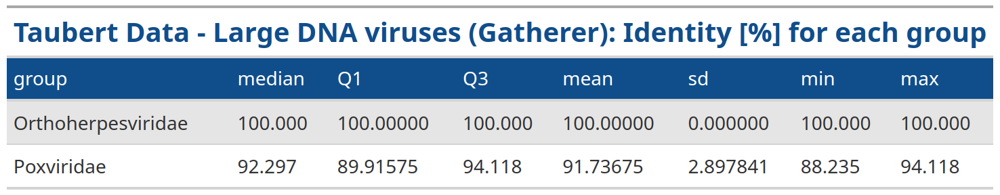 Taubert Data - Large DNA viruses (Gatherer): Identity [%] for each group
group median Q1 Q3 mean sd min max
Orthoherpesviridae 100.000 100.00000 100.000 100.00000 0.000000 100.000 100.000
Poxviridae 92.297 89.91575 94.118 91.73675 2.897841 88.235 94.118